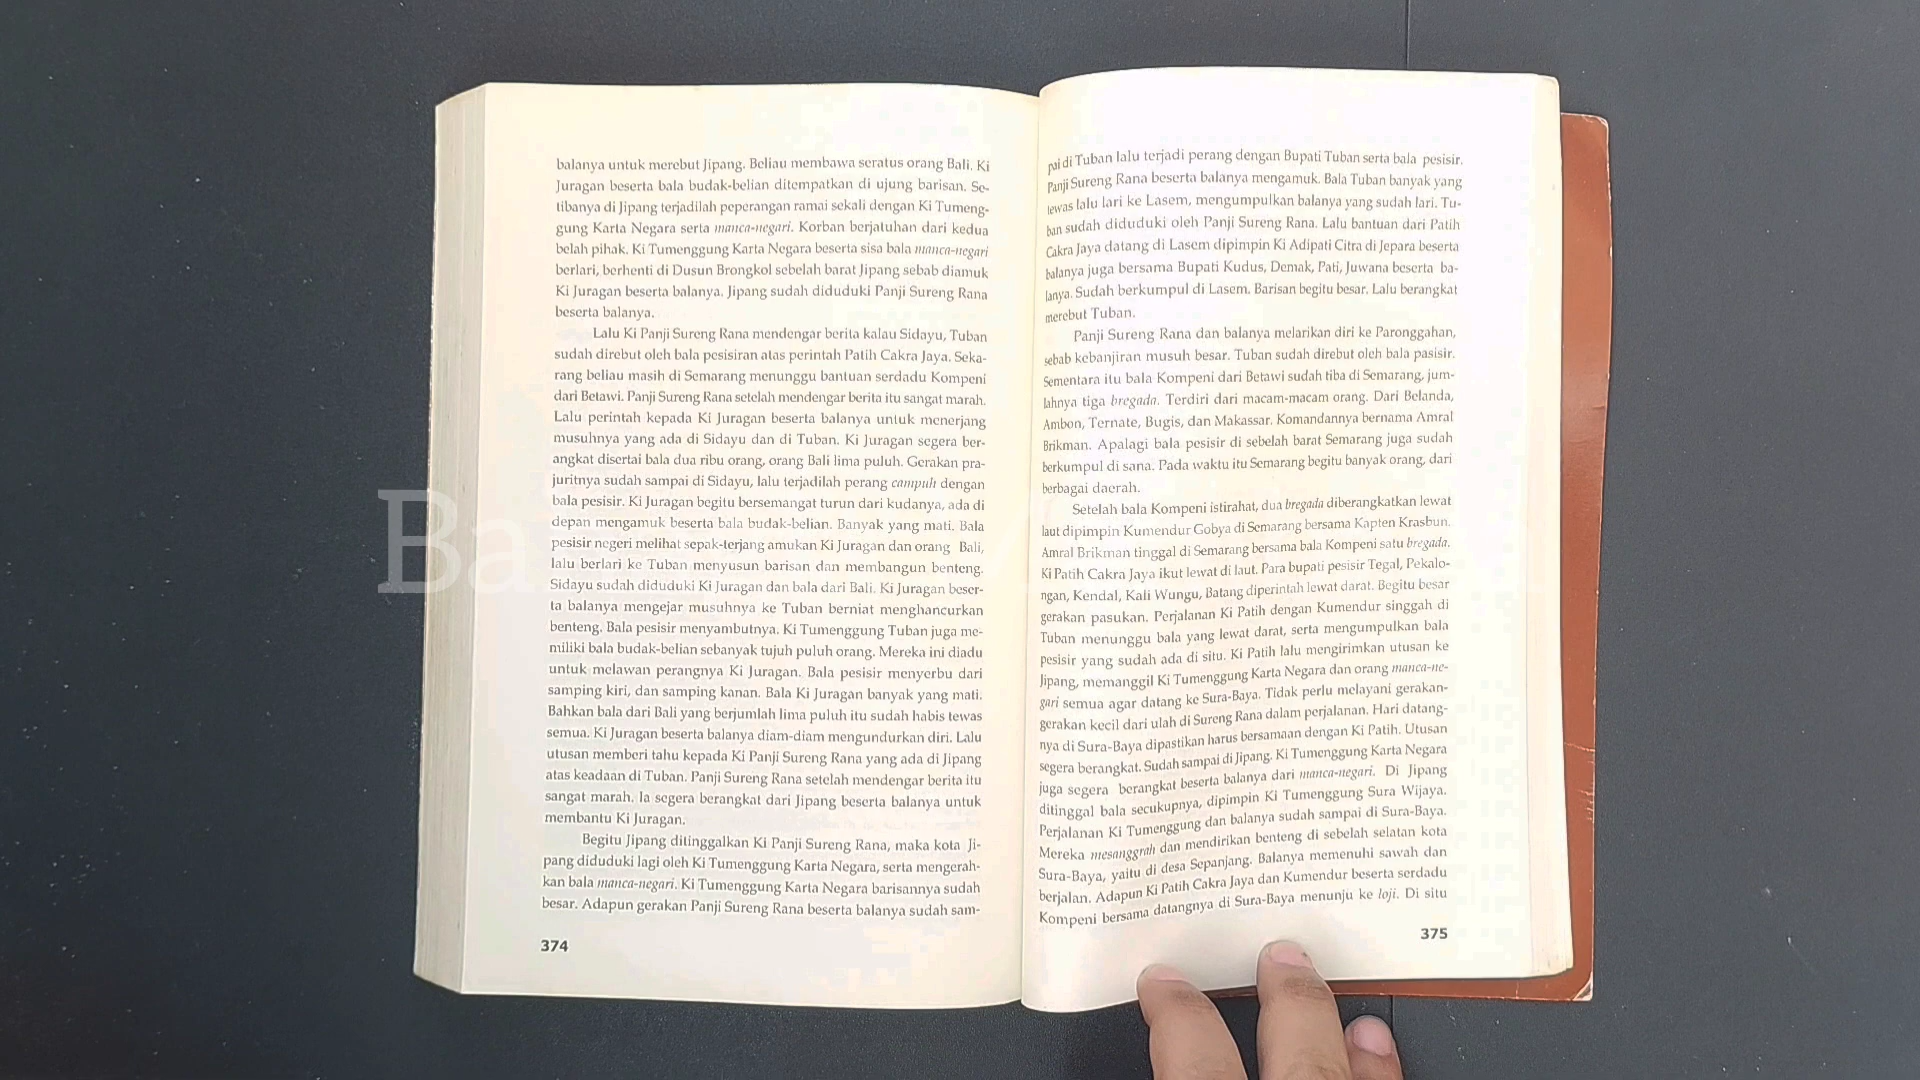 balanya untuk merebut Jipang. Beliau membawa seratus orang Bali. Ki
Juragan beserta bala budak-belian ditempatkan di ujung barisan. Se-
tibanya di Jipang terjadilah peperangan ramai sekali dengan Ki Tumeng-
gung Karta Negara serta manca-negari. Korban berjatuhan dari kedua
belah pihak. Ki Tumenggung Karta Negara beserta sisa bala manca-negari
berlari, berhenti di Dusun Brongkol sebelah barat Jipang sebab diamuk
Ki Juragan beserta balanya. Jipang sudah diduduki Panji Sureng Rana
beserta balanya.
Lalu Ki Panji Sureng Rana mendengar berita kalau Sidayu, Tuban
sudah direbut oleh bala pesisiran atas perintah Patih Cakra Jaya. Seka-
rang beliau masih di Semarang menunggu bantuan serdadu Kompeni
dari Betawi. Panji Sureng Rana setelah mendengar berita itu sangat marah.
Lalu perintah kepada Ki Juragan beserta balanya untuk menerjang
musuhnya yang ada di Sidayu dan di Tuban. Ki Juragan segera ber-
angkat disertai bala dua ribu orang, orang Bali lima puluh. Gerakan pra-
juritnya sudah sampai di Sidayu, lalu terjadilah perang campuh dengan
bala pesisir. Ki Juragan begitu bersemangat turun dari kudanya, ada di
depan mengamuk beserta bala budak-belian. Banyak yang mati. Bala
pesisir negeri melihat sepak-terjang amukan Ki Juragan dan orang Bali,
lalu berlari ke Tuban menyusun barisan dan membangun benteng.
Sidayu sudah diduduki Ki Juragan dan bala dari Bali. Ki Juragan beser-
ta balanya mengejar musuhnya ke Tuban berniat menghancurkan
benteng. Bala pesisir menyambutnya. Ki Tumenggung Tuban juga me-
miliki bala budak-belian sebanyak tujuh puluh orang. Mereka ini diadu
untuk melawan perangnya Ki Juragan. Bala pesisir menyerbu dari
samping kiri, dan samping kanan. Bala Ki Juragan banyak yang mati.
Bahkan bala dari Bali yang berjumlah lima puluh itu sudah habis tewas
semua. Ki Juragan beserta balanya diam-diam mengundurkan diri. Lalu
utusan memberi tahu kepada Ki Panji Sureng Rana yang ada di Jipang
atas keadaan di Tuban. Panji Sureng Rana setelah mendengar berita itu
sangat marah. Ia segera berangkat dari Jipang beserta balanya untuk
membantu Ki Juragan.
Begitu Jipang ditinggalkan Ki Panji Sureng Rana, maka kota Ji-
pang diduduki lagi oleh Ki Tumenggung Karta Negara, serta mengerah-
kan bala manca-negari. Ki Tumenggung Karta Negara barisannya sudah
besar. Adapun gerakan Panji Sureng Rana beserta balanya sudah sam-
374
pai di Tuban lalu terjadi perang dengan Bupati Tuban serta bala pesisir.
Panji Sureng Rana beserta balanya mengamuk. Bala Tuban banyak yang
tewas lalu lari ke Lasem, mengumpulkan balanya yang sudah lari. Tu-
ban sudah diduduki oleh Panji Sureng Rana. Lalu bantuan dari Patih
Cakra Jaya datang di Lasem dipimpin Ki Adipati Citra di Jepara beserta
balanya juga bersama Bupati Kudus, Demak, Pati, Juwana beserta ba-
lanya. Sudah berkumpul di Lasem. Barisan begitu besar. Lalu berangkat
merebut Tuban.
Panji Sureng Rana dan balanya melarikan diri ke Paronggahan,
sebab kebanjiran musuh besar. Tuban sudah direbut oleh bala pasisir.
Sementara itu bala Kompeni dari Betawi sudah tiba di Semarang, jum-
lahnya tiga bregada. Terdiri dari macam-macam orang. Dari Belanda,
Ambon, Ternate, Bugis, dan Makassar. Komandannya bernama Amral
Brikman. Apalagi bala pesisir di sebelah barat Semarang juga sudah
berkumpul di sana. Pada waktu itu Semarang begitu banyak orang, dari
berbagai daerah.
Setelah bala Kompeni istirahat, dua bregada diberangkatkan lewat
laut dipimpin Kumendur Gobya di Semarang bersama Kapten Krasbun.
Amral Brikman tinggal di Semarang bersama bala Kompeni satu bregada.
Ki Patih Cakra Jaya ikut lewat di laut. Para bupati pesisir Tegal, Pekalo-
ngan, Kendal, Kali Wungu, Batang diperintah lewat darat. Begitu besar
gerakan pasukan. Perjalanan Ki Patih dengan Kumendur singgah di
Tuban menunggu bala yang lewat darat, serta mengumpulkan bala
pesisir yang sudah ada di situ. Ki Patih lalu mengirimkan utusan ke
Jipang, memanggil Ki Tumenggung Karta Negara dan orang manca-ne-
gari semua agar datang ke Sura-Baya. Tidak perlu melayani gerakan-
gerakan kecil dari ulah di Sureng Rana dalam perjalanan. Hari datang-
nya di Sura-Baya dipastikan harus bersamaan dengan Ki Patih. Utusan
segera berangkat. Sudah sampai di Jipang. Ki Tumenggung Karta Negara
juga segera berangkat beserta balanya dari manca-negari. Di Jipang
ditinggal bala secukupnya, dipimpin Ki Tumenggung Sura Wijaya.
Perjalanan Ki Tumenggung dan balanya sudah sampai di Sura-Baya.
Mereka mesanggrah dan mendirikan benteng di sebelah selatan kota
Sura-Baya, yaitu di desa Sepanjang. Balanya memenuhi sawah dan
berjalan. Adapun Ki Patih Cakra Jaya dan Kumendur beserta serdadu
Kompeni bersama datangnya di Sura-Baya menunju ke loji. Di situ
375